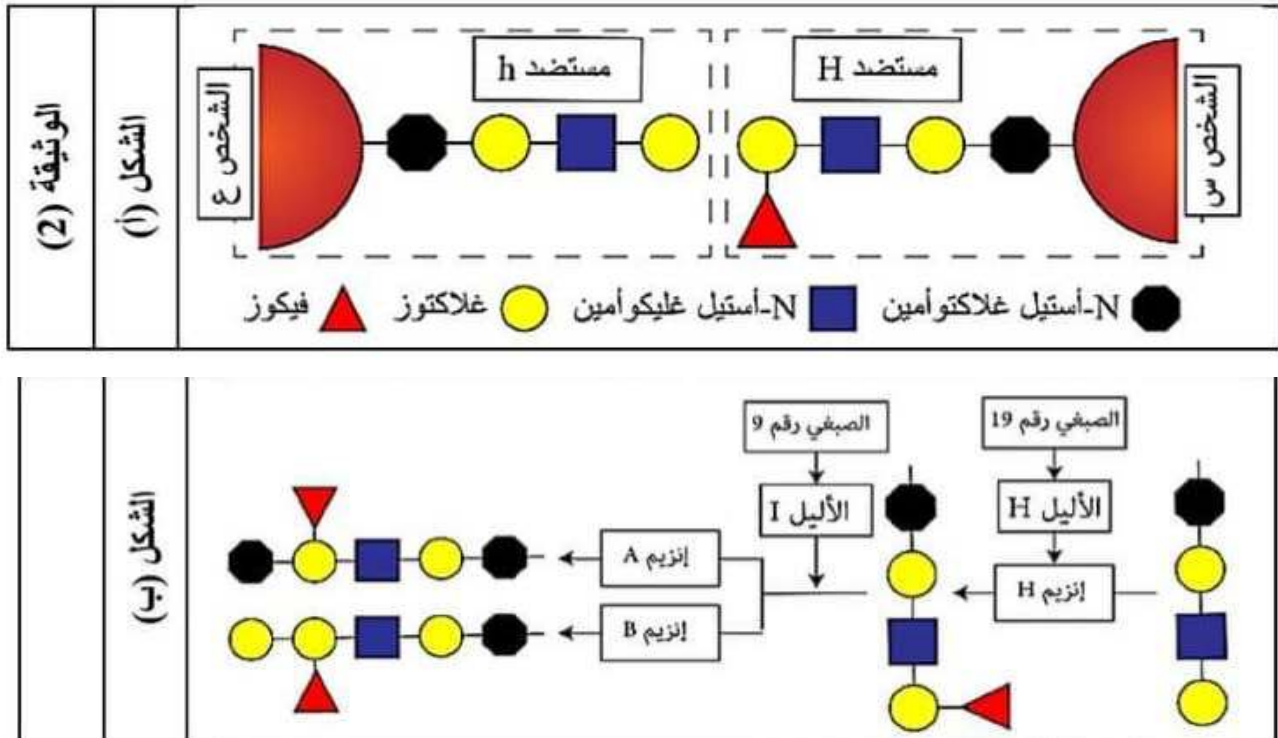 الوثيقة (2)
الشكل (أ)
الشخص ع
مستضد h
مستضد H
الشخص س
N-أستيل غلاكتوأمين
N-أستيل غليكوأمين
غلاكتوز
فيكوز
الشكل (ب)
الصبغي رقم 19
الأليل H
إنزيم H
الصبغي رقم 9
الأليل I
إنزيم A
إنزيم B